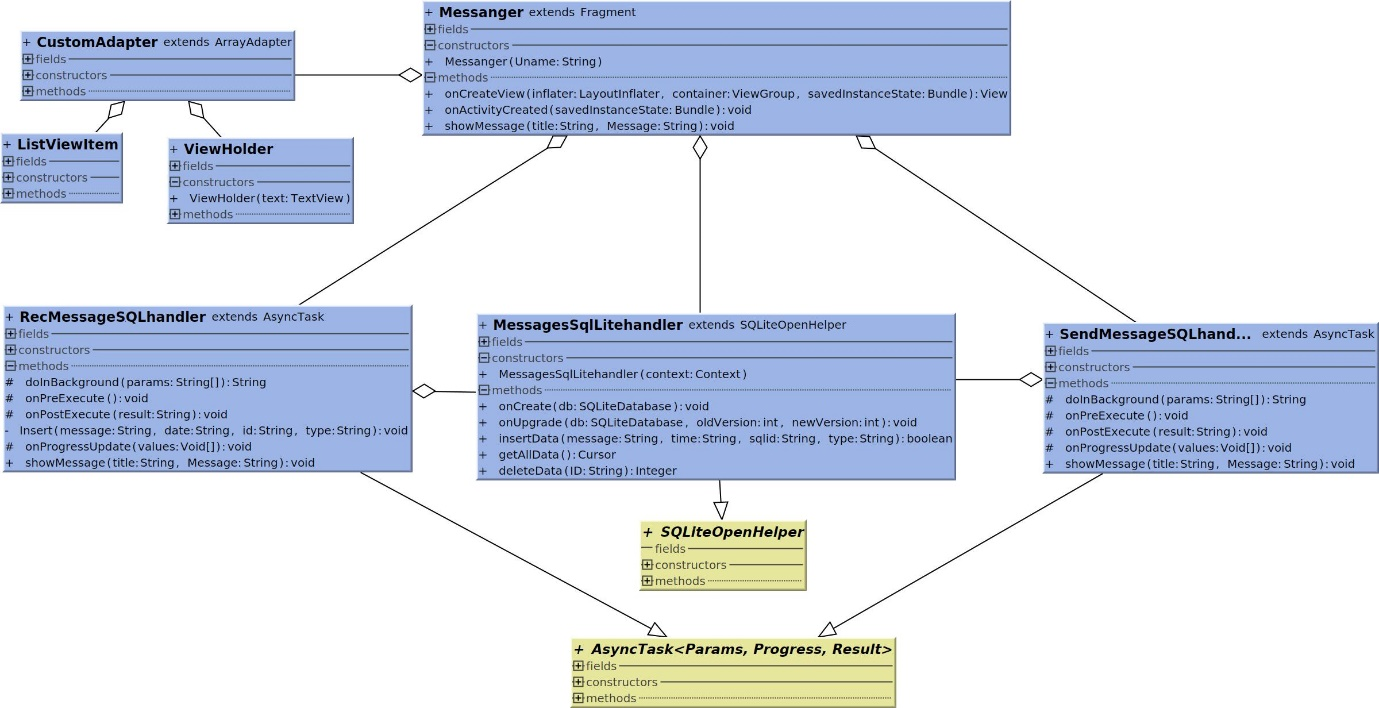 + Messanger extends Fragment
fields
constructors
+ Messanger(Uname:String)
methods
+ onCreateView(inflater:LayoutInflater, container:ViewGroup, savedInstanceState:Bundle):View
+ onActivityCreated(savedInstanceState:Bundle):void
+ showMessage(title:String, Message:String):void
+ CustomAdapter extends ArrayAdapter
fields
constructors
methods
+ ListViewItem
fields
constructors
methods
+ ViewHolder
fields
constructors
+ ViewHolder(text:TextView)
methods
+ RecMessageSQLhandler extends AsyncTask
fields
constructors
methods
# doInBackground(params:String[]):String
# onPreExecute():void
# onPostExecute(result:String):void
- Insert(message:String, date:String, id:String, type:String):void
# onProgressUpdate(values:Void[]):void
+ showMessage(title:String, Message:String):void
+ MessagesSqlLitehandler extends SQLiteOpenHelper
fields
constructors
+ MessagesSqlLitehandler(context:Context)
methods
+ onCreate(db:SQLiteDatabase):void
+ onUpgrade(db:SQLiteDatabase, oldVersion:int, newVersion:int):void
+ insertData(message:String, time:String, sqlid:String, type:String):boolean
+ getAllData():Cursor
+ deleteData(ID:String):Integer
+ SendMessageSQLhand... extends AsyncTask
fields
constructors
methods
# doInBackground(params:String[]):String
# onPreExecute():void
# onPostExecute(result:String):void
# onProgressUpdate(values:Void[]):void
+ showMessage(title:String, Message:String):void
+ SQLiteOpenHelper
fields
constructors
methods
+ AsyncTask<Params, Progress, Result>
fields
constructors
methods